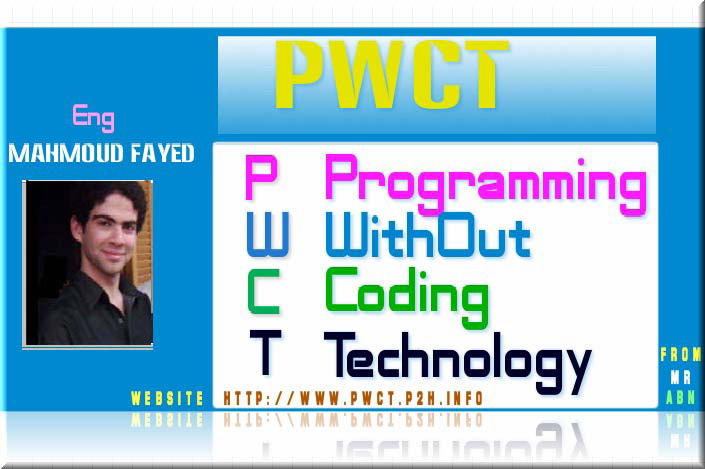 PWCT
Eng
MAHMOUD FAYED
P Programming
W WithOut
C Coding
T Technology
WEBSITE HTTP://WWW.PWCT.P2H.INFO
FROM
MR
ABN